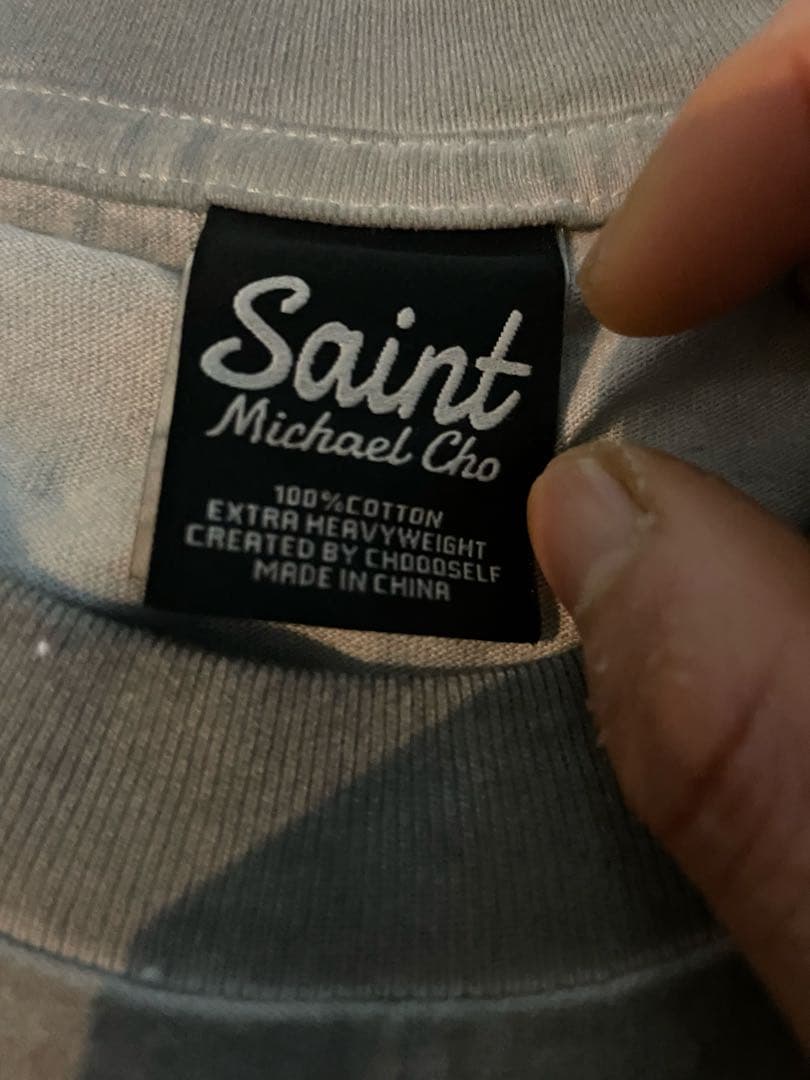 Saint
Michael Cho
100%COTTON
EXTRA HEAVYWEIGHT
CREATED BY CHOOOSELF
MADE IN CHINA